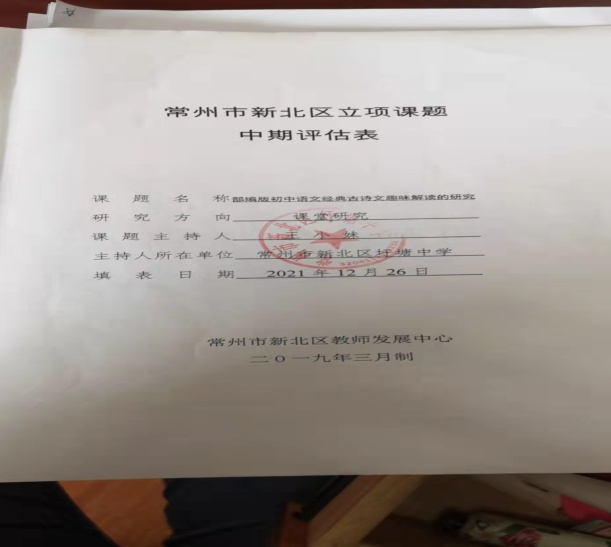 常州市新北区立项课题
中期评估表
课题名称 部编版初中语文经典古诗文趣味解读的研究
研究方向 课堂研究
课题主持人 王小妹
主持人所在单位 常州市新北区圩塘中学
填表日期 2021 年 12 月 26 日
常州市新北区教师发展中心
二〇一九年三月制